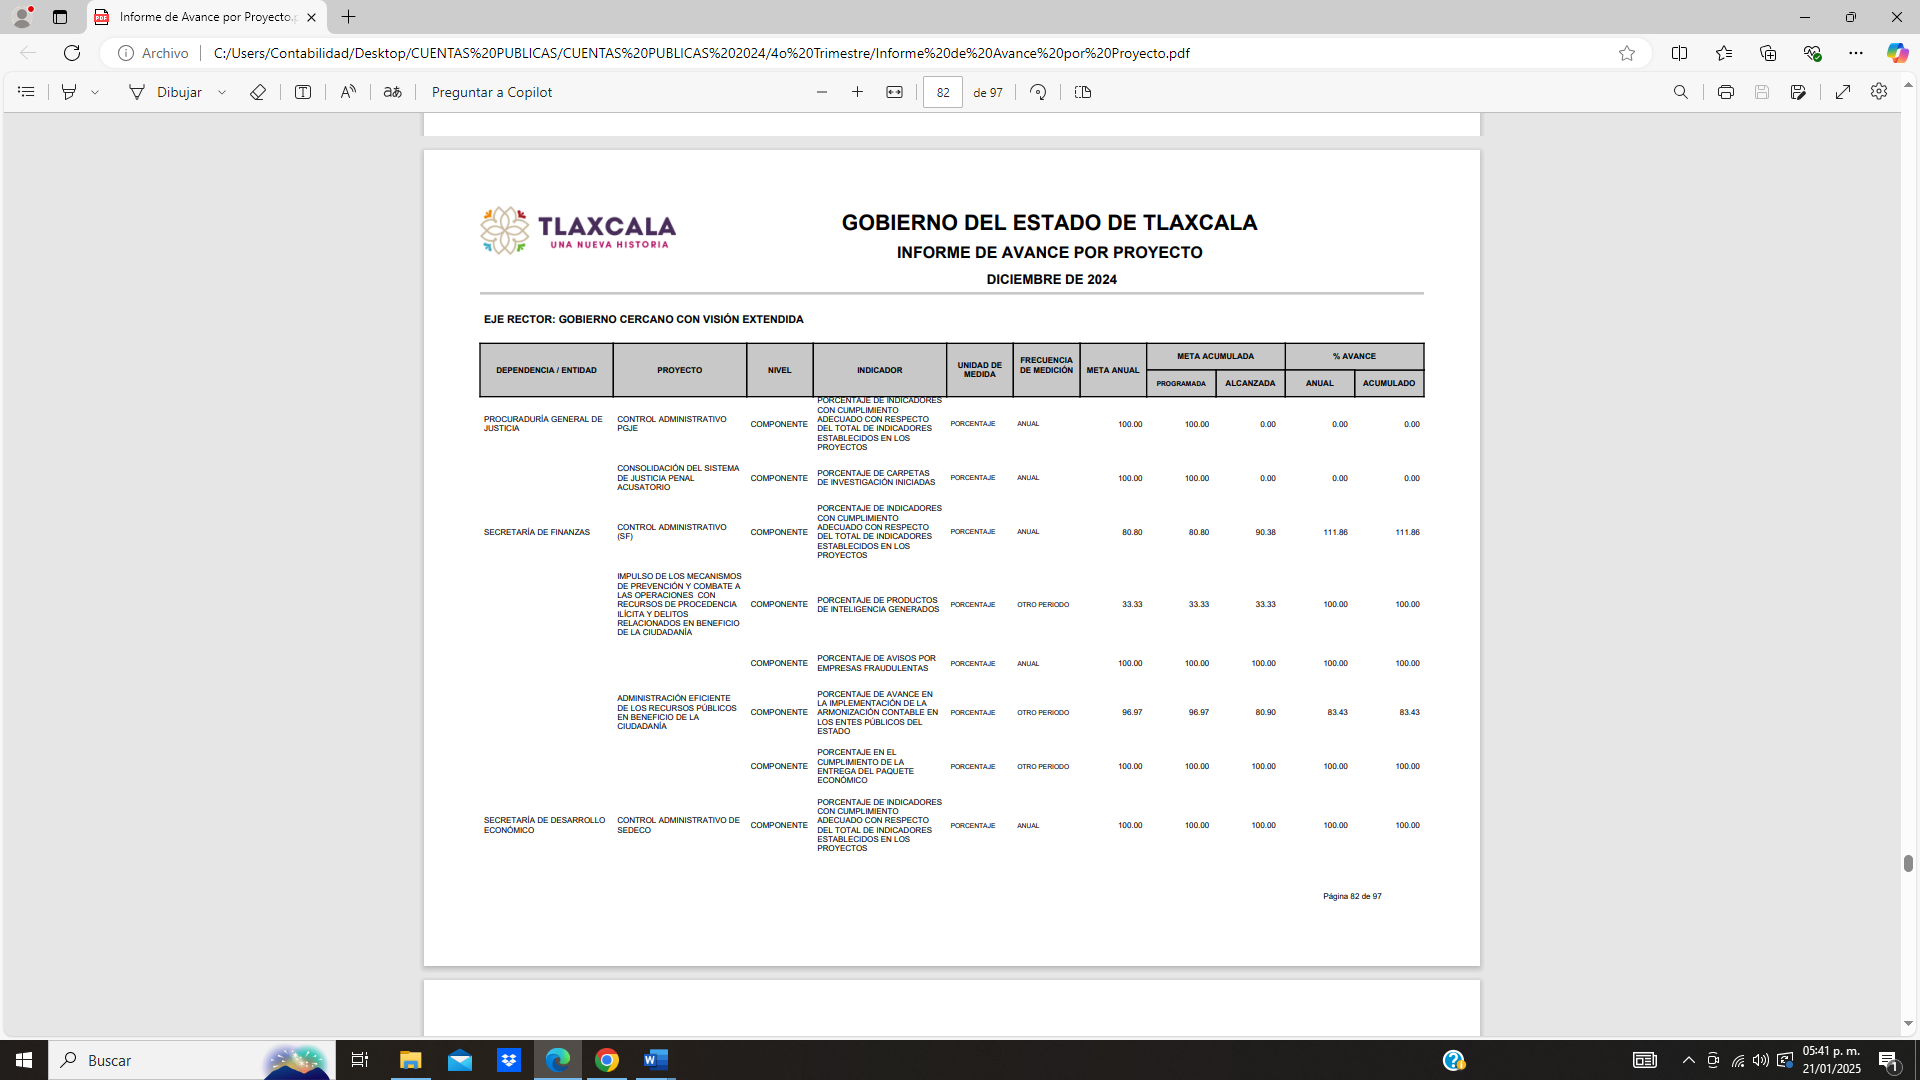 Informe de Avance por Proyecto.p
Archivo
C:/Users/Contabilidad/Desktop/CUENTAS%20PUBLICAS/CUENTAS%20PUBLICAS%202024/4o%20Trimestre/Informe%20de%20Avance%20por%20Proyecto.pdf
Dibujar
Preguntar a Copilot
82 de 97
TLAXCALA
UNA NUEVA HISTORIA
GOBIERNO DEL ESTADO DE TLAXCALA
INFORME DE AVANCE POR PROYECTO
DICIEMBRE DE 2024
EJE RECTOR: GOBIERNO CERCANO CON VISIÓN EXTENDIDA
DEPENDENCIA / ENTIDAD
PROYECTO
NIVEL
INDICADOR
UNIDAD DE
MEDIDA
FRECUENCIA
DE MEDICIÓN
META ANUAL
META ACUMULADA
PROGRAMADA
ALCANZADA
% AVANCE
ANUAL
ACUMULADO
PROCURADURÍA GENERAL DE
JUSTICIA
CONTROL ADMINISTRATIVO
PGJE
COMPONENTE
PORCENTAJE DE INDICADORES
CON CUMPLIMIENTO
ADECUADO CON RESPECTO
DEL TOTAL DE INDICADORES
ESTABLECIDOS EN LOS
PROYECTOS
PORCENTAJE
ANUAL
100.00
100.00
0.00
0.00
0.00
CONSOLIDACIÓN DEL SISTEMA
DE JUSTICIA PENAL
ACUSATORIO
COMPONENTE
PORCENTAJE DE CARPETAS
DE INVESTIGACIÓN INICIADAS
PORCENTAJE
ANUAL
100.00
100.00
0.00
0.00
0.00
SECRETARÍA DE FINANZAS
CONTROL ADMINISTRATIVO
(SF)
COMPONENTE
PORCENTAJE DE INDICADORES
CON CUMPLIMIENTO
ADECUADO CON RESPECTO
DEL TOTAL DE INDICADORES
ESTABLECIDOS EN LOS
PROYECTOS
PORCENTAJE
ANUAL
80.80
80.80
90.38
111.86
111.86
IMPULSO DE LOS MECANISMOS
DE PREVENCIÓN Y COMBATE A
LAS OPERACIONES CON
RECURSOS DE PROCEDENCIA
ILÍCITA Y DELITOS
RELACIONADOS EN BENEFICIO
DE LA CIUDADANÍA
COMPONENTE
PORCENTAJE DE PRODUCTOS
DE INTELIGENCIA GENERADOS
PORCENTAJE
OTRO PERIODO
33.33
33.33
33.33
100.00
100.00
COMPONENTE
PORCENTAJE DE AVISOS POR
EMPRESAS FRAUDULENTAS
PORCENTAJE
ANUAL
100.00
100.00
100.00
100.00
100.00
ADMINISTRACIÓN EFICIENTE
DE LOS RECURSOS PÚBLICOS
EN BENEFICIO DE LA
CIUDADANÍA
COMPONENTE
PORCENTAJE DE AVANCE EN
LA IMPLEMENTACIÓN DE LA
ARMONIZACIÓN CONTABLE EN
LOS ENTES PÚBLICOS DEL
ESTADO
PORCENTAJE
OTRO PERIODO
96.97
96.97
80.90
83.43
83.43
COMPONENTE
PORCENTAJE EN EL
CUMPLIMIENTO DE LA
ENTREGA DEL PAQUETE
ECONÓMICO
PORCENTAJE
OTRO PERIODO
100.00
100.00
100.00
100.00
100.00
SECRETARÍA DE DESARROLLO
ECONÓMICO
CONTROL ADMINISTRATIVO DE
SEDECO
COMPONENTE
PORCENTAJE DE INDICADORES
CON CUMPLIMIENTO
ADECUADO CON RESPECTO
DEL TOTAL DE INDICADORES
ESTABLECIDOS EN LOS
PROYECTOS
PORCENTAJE
ANUAL
100.00
100.00
100.00
100.00
100.00
Página 82 de 97
Buscar
05:41 p. m.
21/01/2025
1